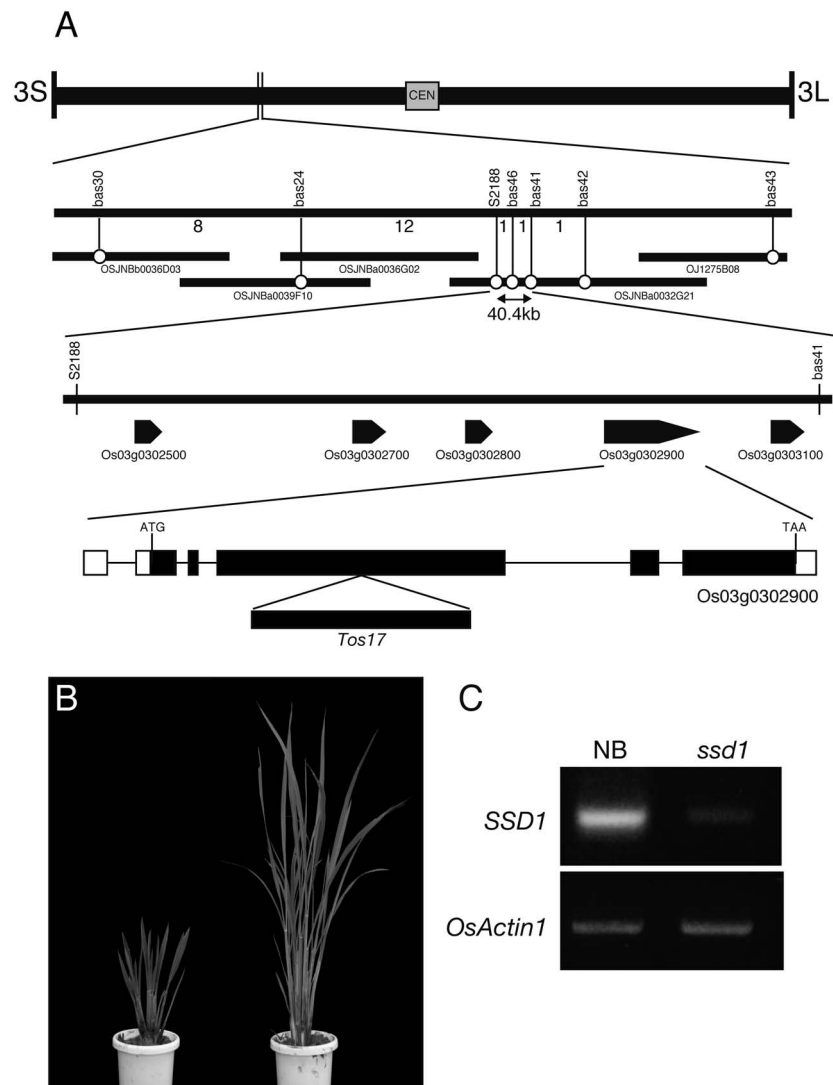 A
3S
CEN
3L
bas30
bas24
S2188
bas46
bas41
bas42
bas43
8
12
1
1
1
OSJNBb0036D03
OSJNBa0036G02
OJ1275B08
OSJNBa0039F10
OSJNBa0032G21
40.4kb
S2188
bas41
Os03g0302500
Os03g0302700
Os03g0302800
Os03g0302900
Os03g0303100
ATG
TAA
Os03g0302900
Tos17
B
C
NB
ssd1
SSD1
OsActin1